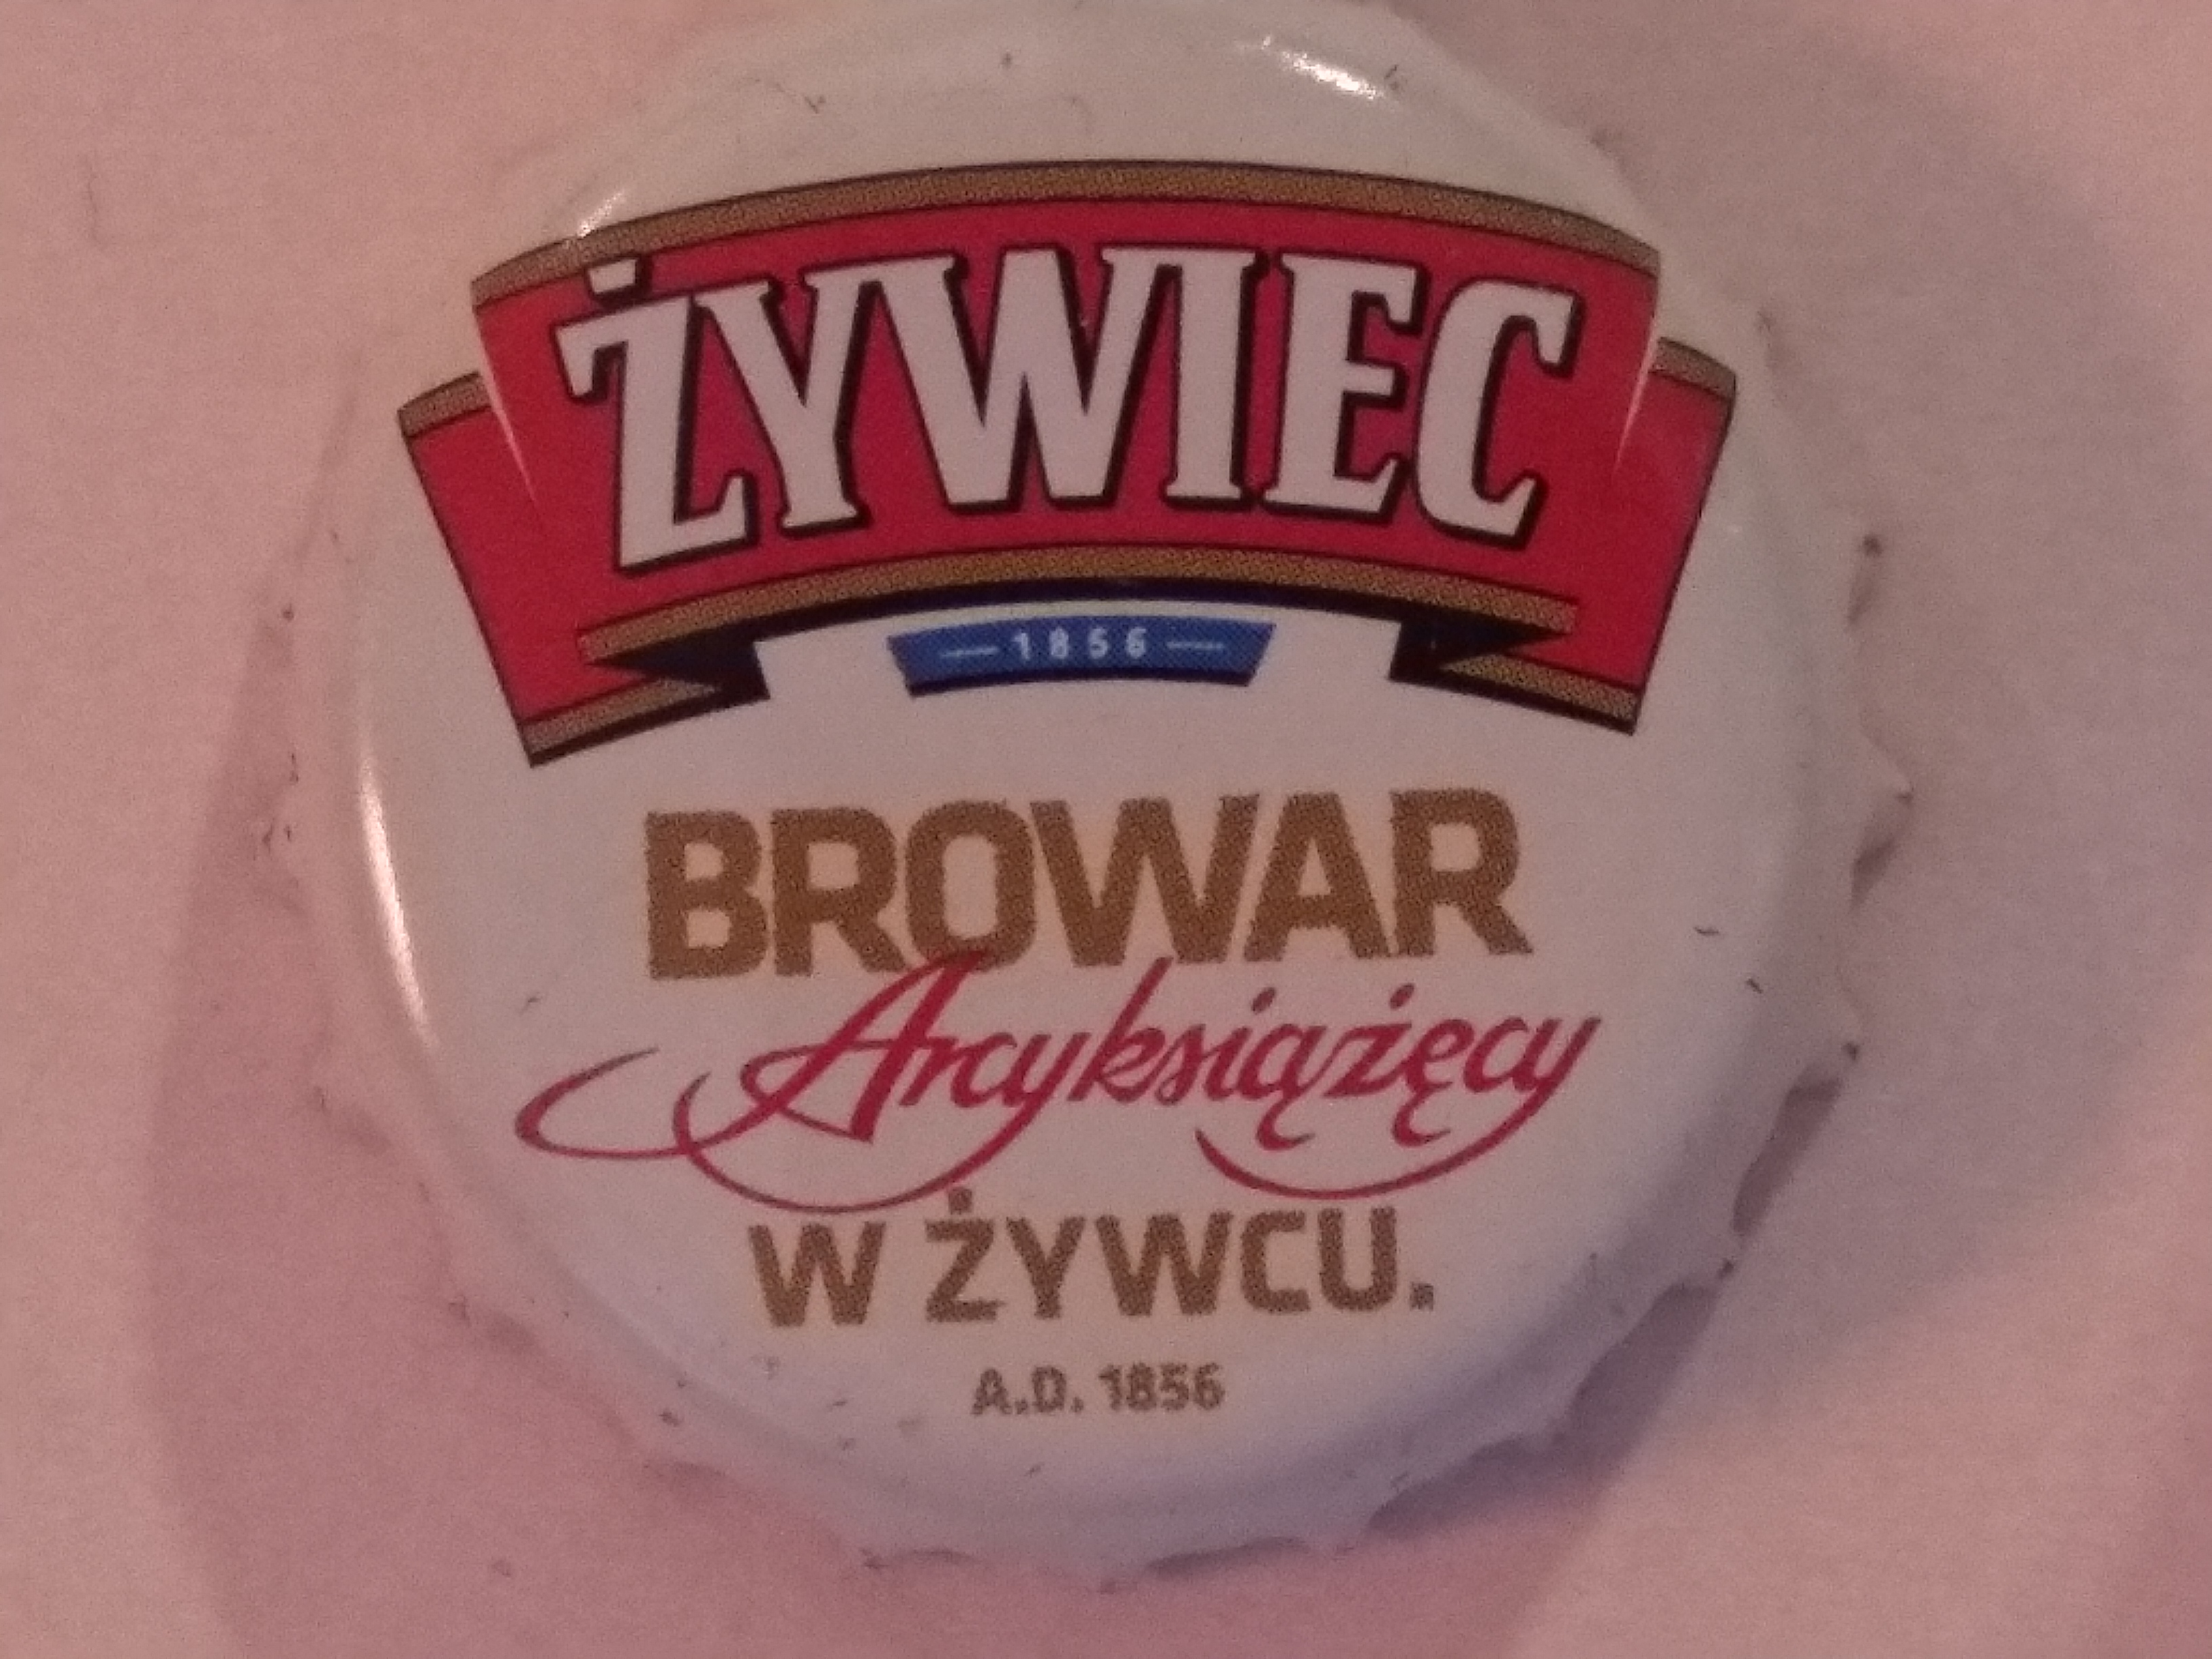 ŻYWIEC
— 1856 —
BROWAR
Arcyksiążęcy
W ŻYWCU.
A.D. 1856